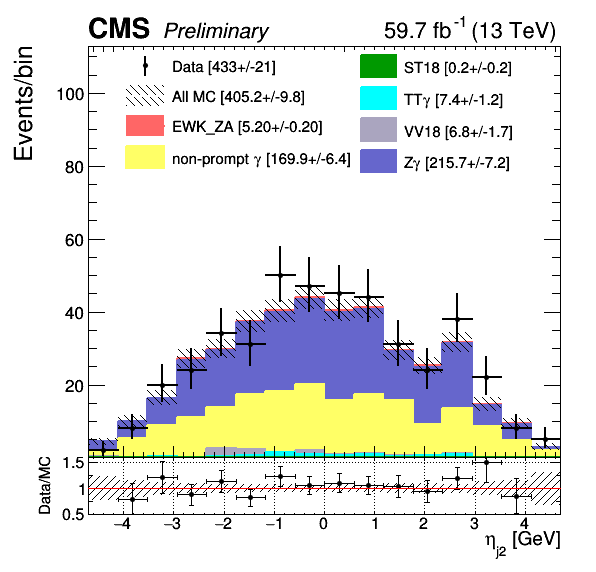 CMS Preliminary 59.7 fb⁻¹ (13 TeV)
Events/bin
Data [433+/-21]
All MC [405.2+/-9.8]
EWK_ZA [5.20+/-0.20]
non-prompt γ [169.9+/-6.4]
ST18 [0.2+/-0.2]
TTγ [7.4+/-1.2]
VV18 [6.8+/-1.7]
Zγ [215.7+/-7.2]
100
80
60
40
20
Data/MC
1.5
1
0.5
−4 −3 −2 −1 0 1 2 3 4
η_j2 [GeV]